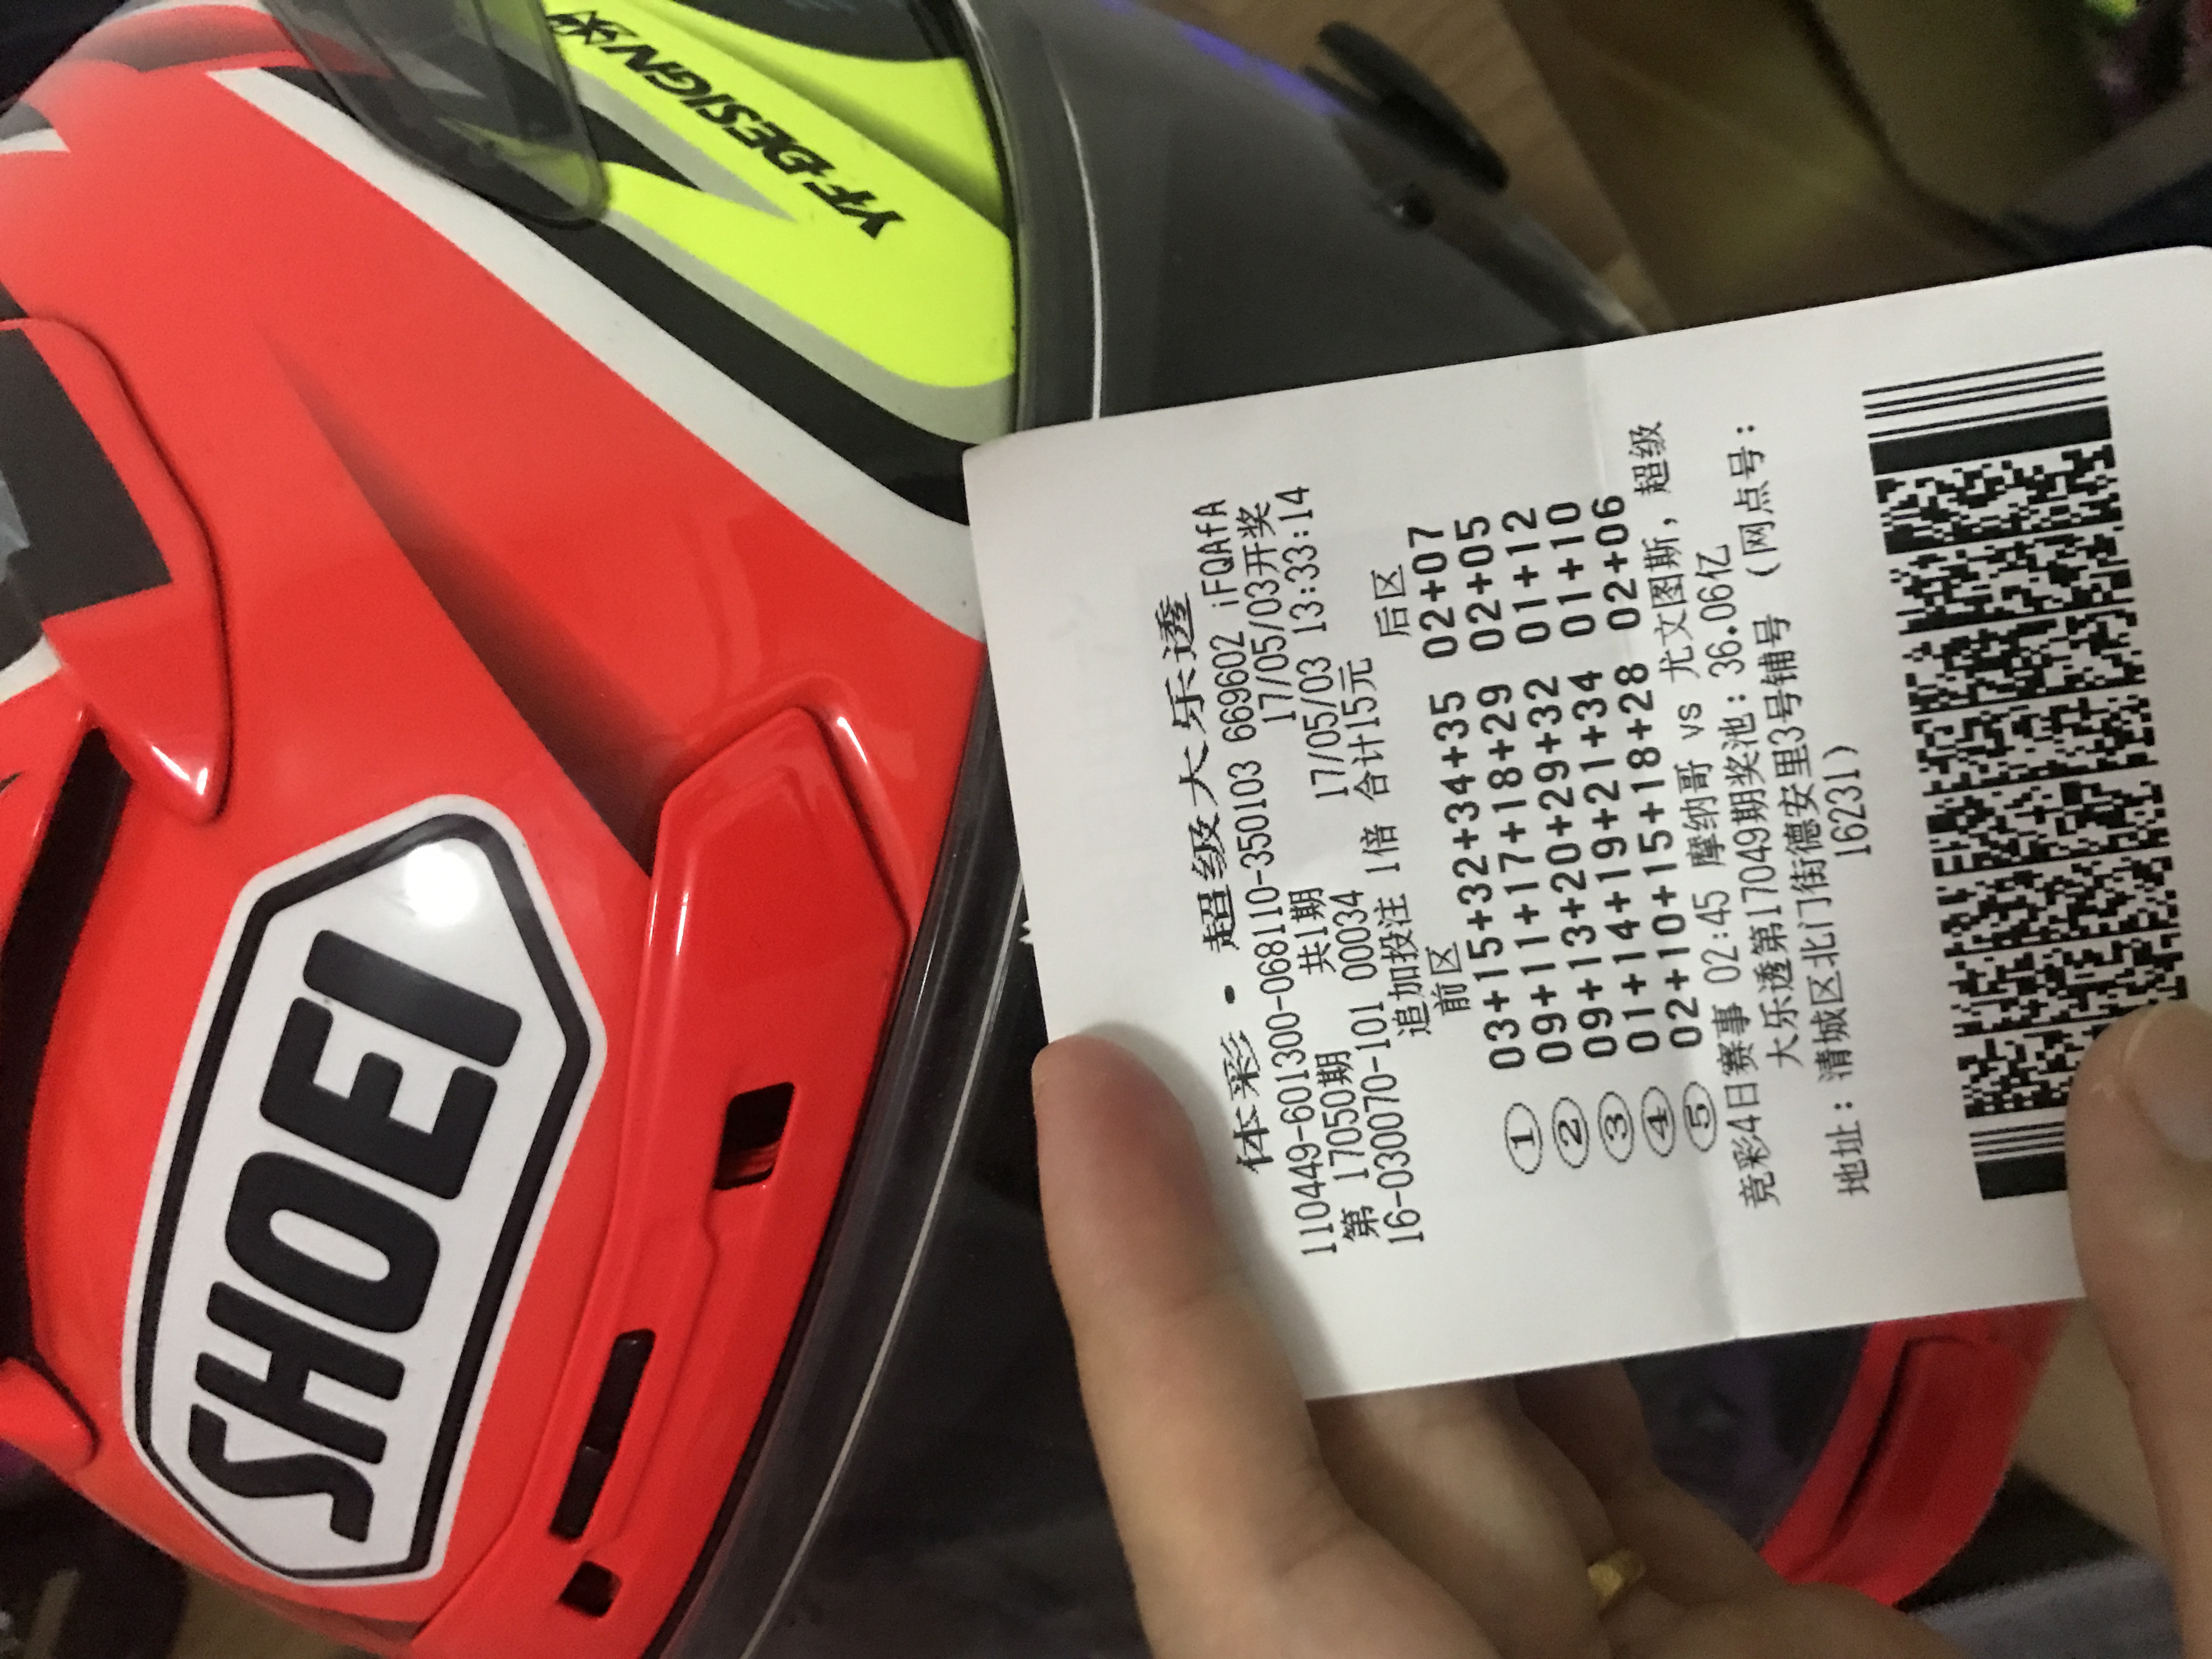 SHOEI
YF-DESIGN
体彩·超级大乐透
110449-601300-068110-350103 669602 iFQAfA
第 17050期 共1期 17/05/03开奖
16-030070-101 00034 17/05/03 13:33:14
追加投注 1倍 合计15元
前区 后区
① 03+15+32+34+35 02+07
② 09+11+17+18+29 02+05
③ 09+13+20+29+32 01+12
④ 01+14+19+21+34 01+10
⑤ 02+10+15+18+28 02+06
竞彩4日赛事 02:45 摩纳哥 vs 尤文图斯, 超级
大乐透第17049期奖池: 36.06亿
地址: 清城区北门街德安里3号铺号 (网点号:
16231)